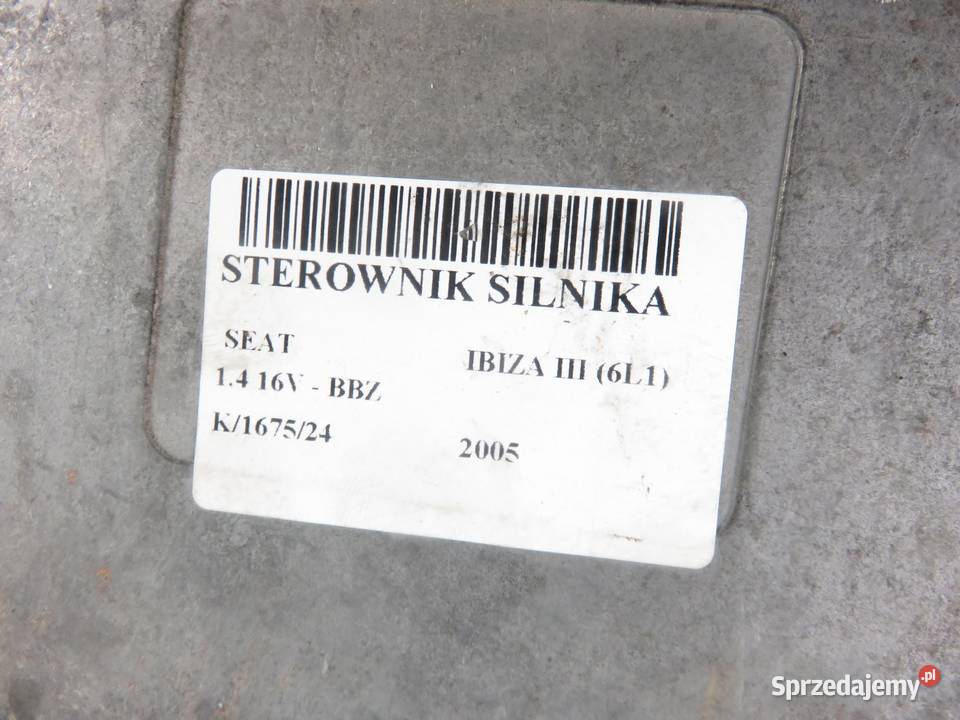 STEROWNIK SILNIKA
SEAT IBIZA III (6L1)
1.4 16V - BBZ
K/1675/24 2005
Sprzedajemy.pl